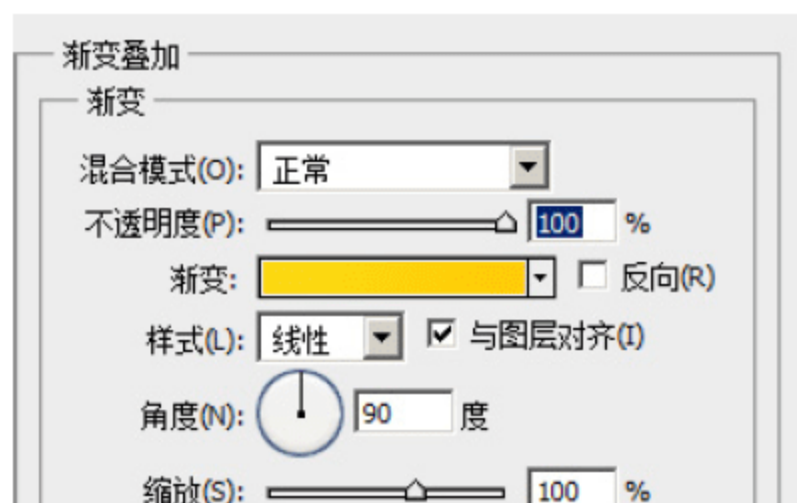 渐变叠加
渐变
混合模式(O): 正常
不透明度(P): 100 %
渐变: 反向(R)
样式(L): 线性 与图层对齐(I)
角度(N): 90 度
缩放(S): 100 %